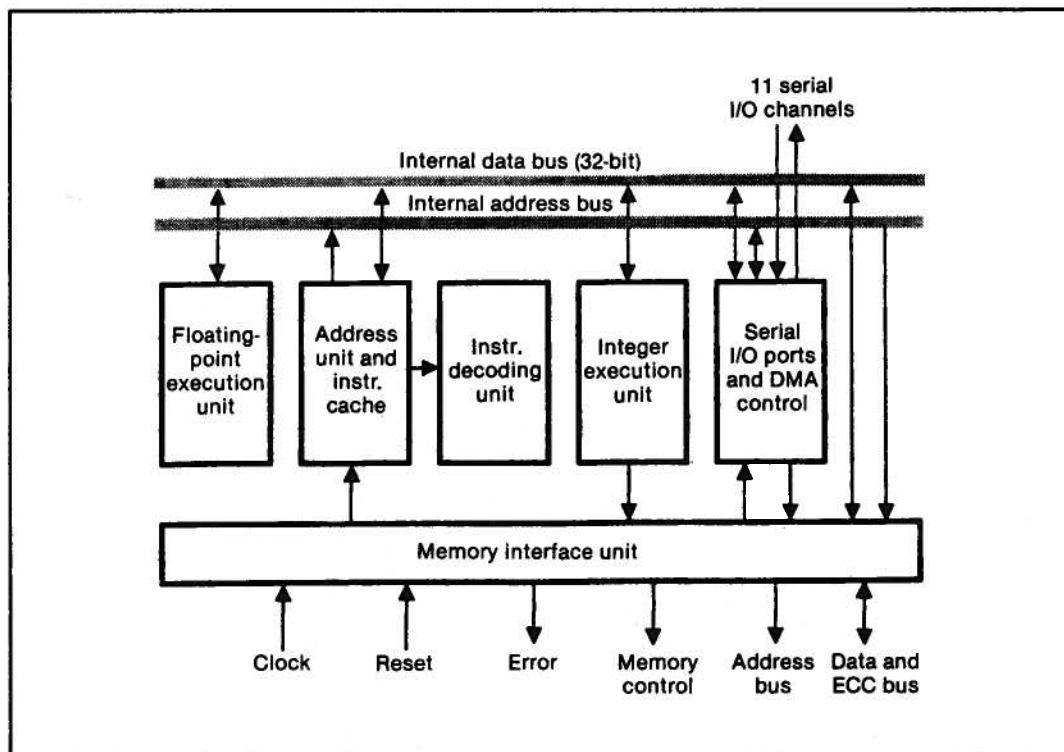 11 serial
I/O channels
Internal data bus (32-bit)
Internal address bus
Floating-
point
execution
unit
Address
unit and
instr.
cache
Instr.
decoding
unit
Integer
execution
unit
Serial
I/O ports
and DMA
control
Memory interface unit
Clock
Reset
Error
Memory
control
Address
bus
Data and
ECC bus